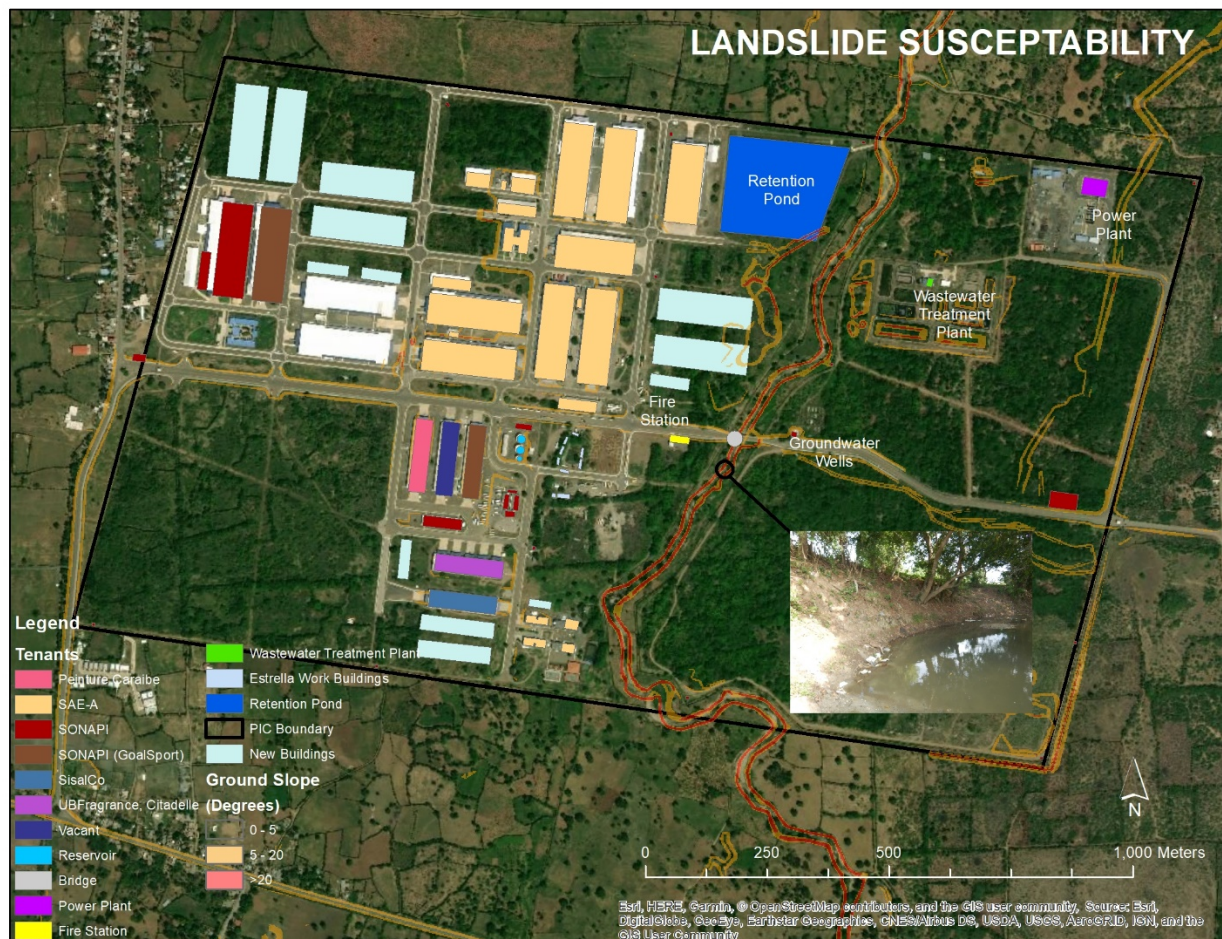 LANDSLIDE SUSCEPTABILITY
Retention
Pond
Power
Plant
Wastewater
Treatment
Plant
Fire
Station
Groundwater
Wells
Legend
Tenants
Peinture Caraibe
SAE-A
SONAPI
SONAPI (GoalSport)
SisalCo
UBFragrance, Citadelle
Vacant
Reservoir
Bridge
Power Plant
Fire Station
Wastewater Treatment Plant
Estrella Work Buildings
Retention Pond
PIC Boundary
New Buildings
Ground Slope
(Degrees)
0 - 5
5 - 20
>20
N
0 250 500 1,000 Meters
Esri, HERE, Garmin, © OpenStreetMap contributors, and the GIS user community, Source: Esri,
DigitalGlobe, GeoEye, Earthstar Geographics, CNES/Airbus DS, USDA, USGS, AeroGRID, IGN, and the
GIS User Community